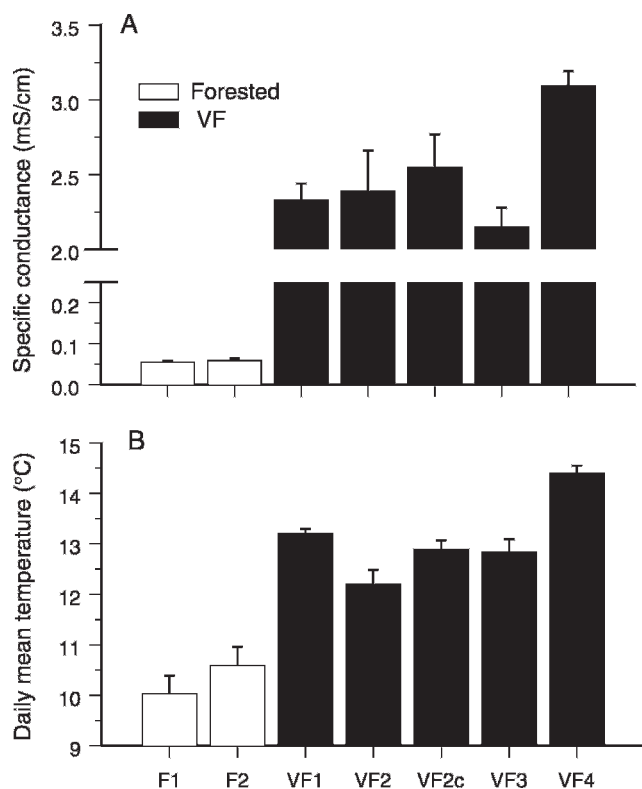 A
Specific conductance (mS/cm)
3.5
3.0
2.5
2.0
0.2
0.1
0.0
Forested
VF
B
Daily mean temperature (°C)
15
14
13
12
11
10
9
F1 F2 VF1 VF2 VF2c VF3 VF4